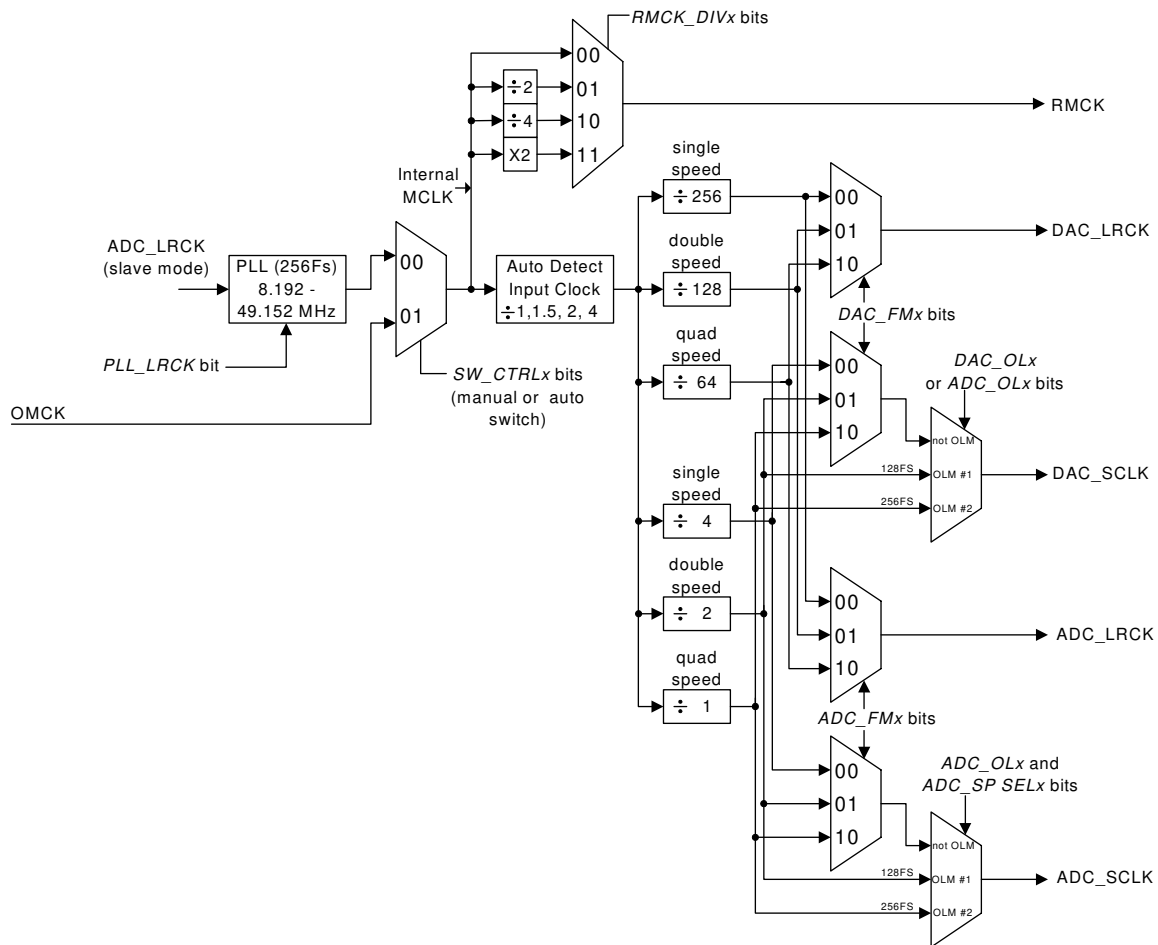 RMCK_DIVx bits
00
÷2
01
÷4
10
X2
11
RMCK
Internal
MCLK
ADC_LRCK
(slave mode)
PLL (256Fs)
8.192 -
49.152 MHz
00
01
PLL_LRCK bit
OMCK
SW_CTRLx bits
(manual or auto
switch)
Auto Detect
Input Clock
÷1,1.5, 2, 4
single
speed
÷ 256
double
speed
÷ 128
quad
speed
÷ 64
single
speed
÷ 4
double
speed
÷ 2
quad
speed
÷ 1
00
01
10
DAC_LRCK
DAC_FMx bits
00
01
10
DAC_OLx
or ADC_OLx bits
not OLM
128FS
OLM #1
256FS
OLM #2
DAC_SCLK
00
01
10
ADC_LRCK
ADC_FMx bits
00
01
10
ADC_OLx and
ADC_SP SELx bits
not OLM
128FS
OLM #1
256FS
OLM #2
ADC_SCLK